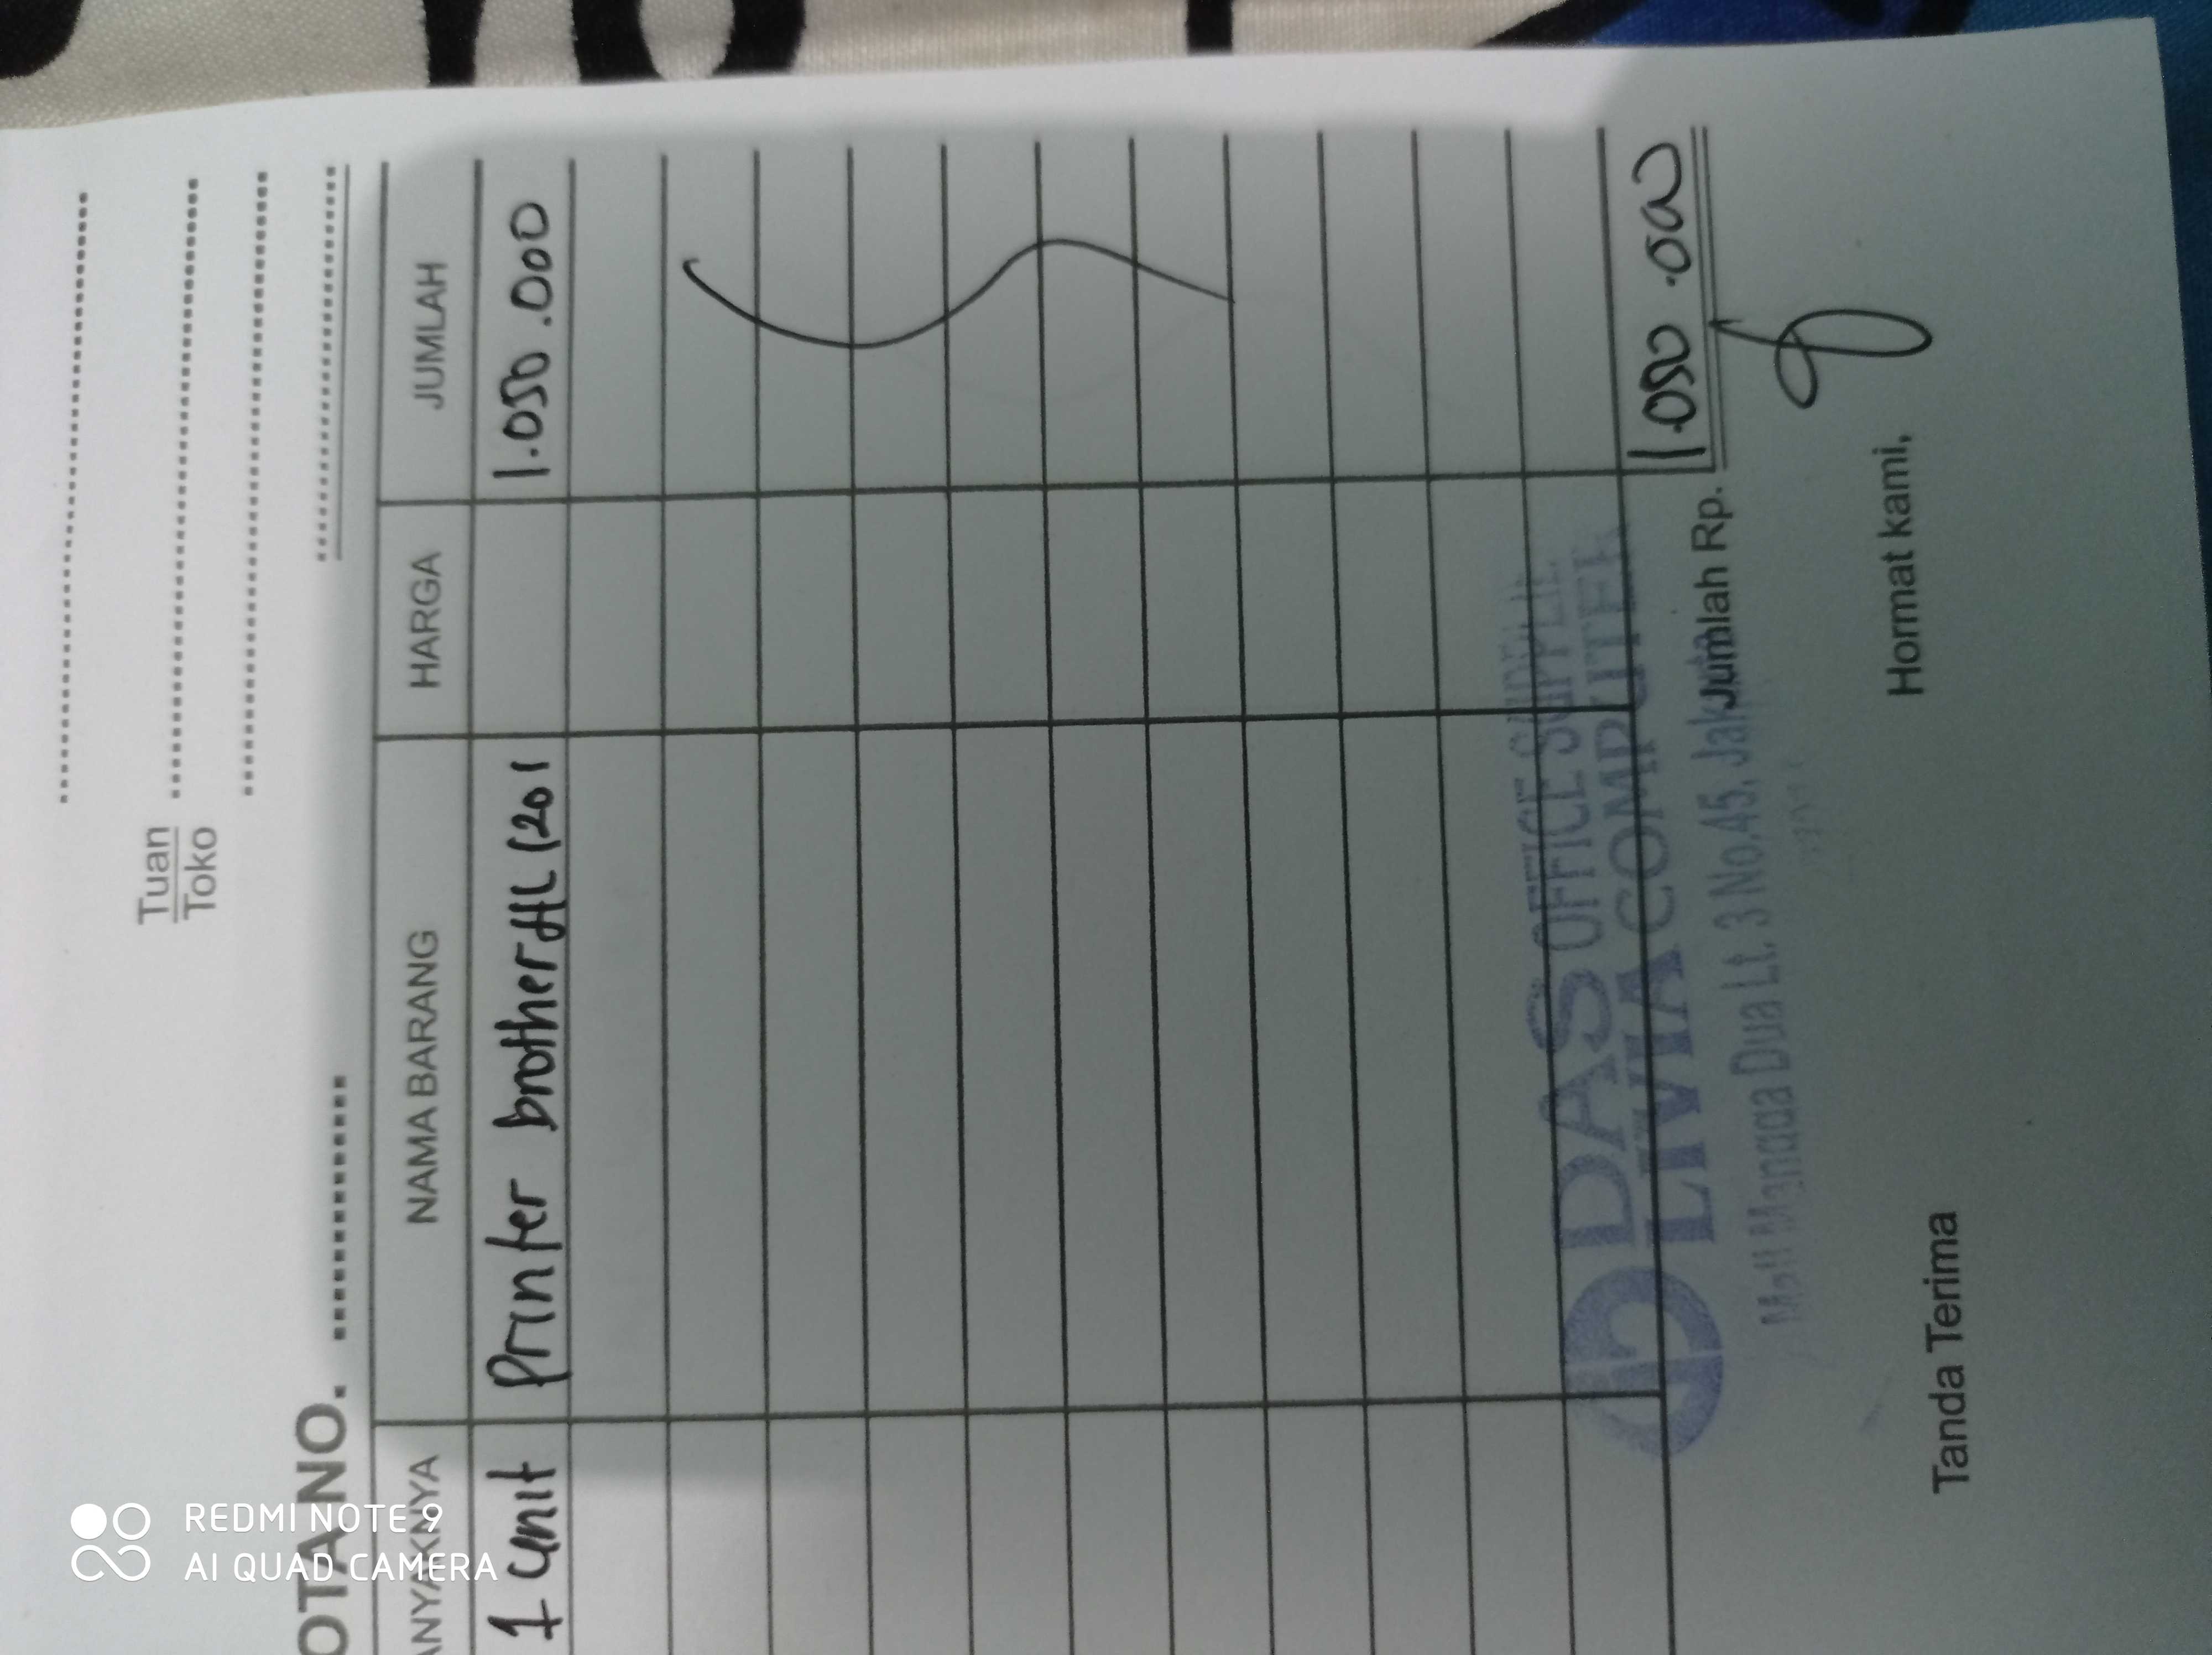 Tuan
Toko
OTA NO.
ANYAKNYA NAMA BARANG HARGA JUMLAH
1 unit Printer brother HL 1201 1.050.000
DAS OFFICE SUPPLIE
LIVIA COMPUTER
Mall Mangga Dua Lt. 3 No.45, Jakarta
Jumlah Rp. 1.050.000
Tanda Terima Hormat kami,
REDMI NOTE 9
AI QUAD CAMERA